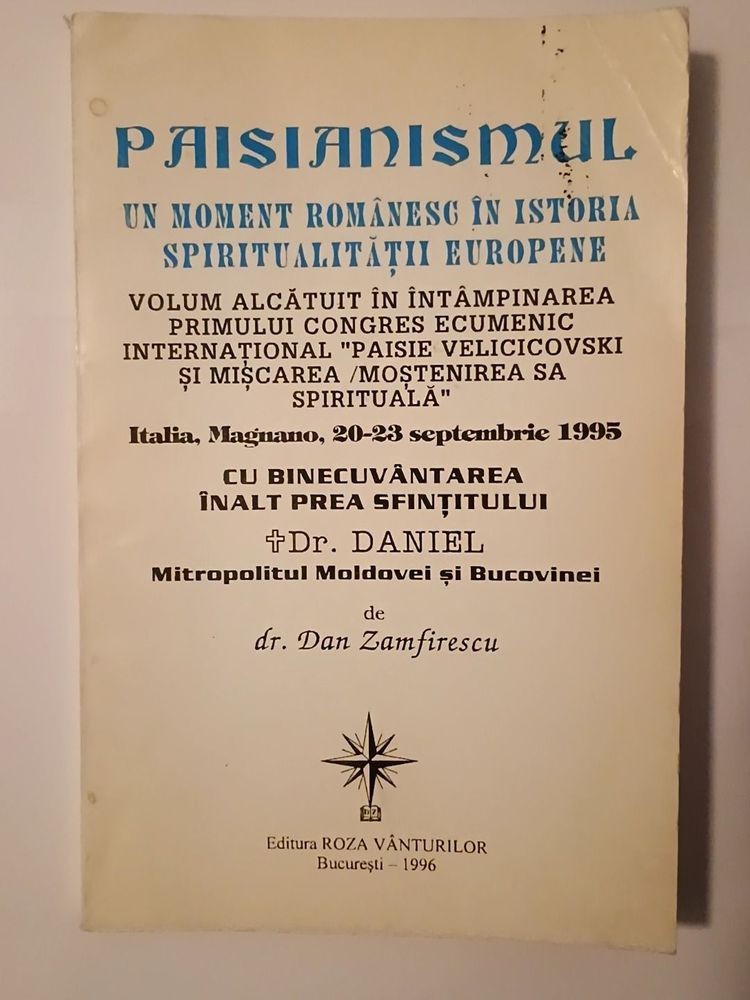 PAISIANISMUL
UN MOMENT ROMÂNESC ÎN ISTORIA
SPIRITUALITĂȚII EUROPENE
VOLUM ALCĂTUIT ÎN ÎNTÂMPINAREA
PRIMULUI CONGRES ECUMENIC
INTERNAȚIONAL "PAISIE VELICICOVSKI
ȘI MIȘCAREA /MOȘTENIREA SA
SPIRITUALĂ"
Italia, Magnano, 20-23 septembrie 1995
CU BINECUVÂNTAREA
ÎNALT PREA SFINȚITULUI
✝Dr. DANIEL
Mitropolitul Moldovei și Bucovinei
de
dr. Dan Zamfirescu
DZ
Editura ROZA VÂNTURILOR
București – 1996